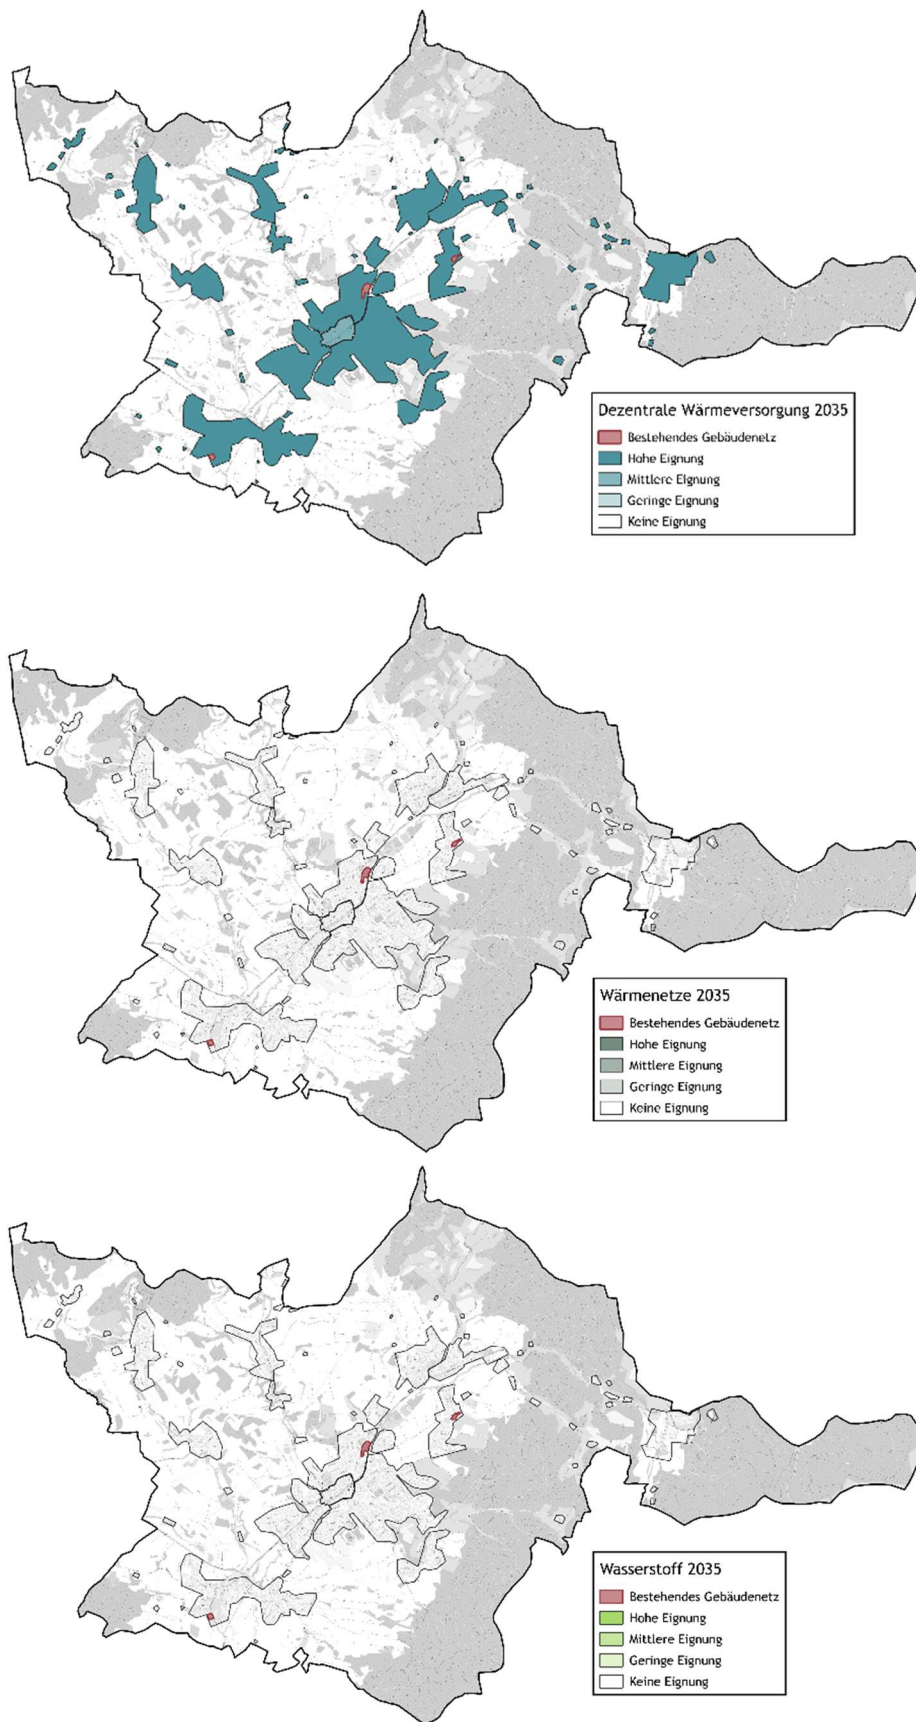 Dezentrale Wärmeversorgung 2035
Bestehendes Gebäudenetz
Hohe Eignung
Mittlere Eignung
Geringe Eignung
Keine Eignung
Wärmenetze 2035
Bestehendes Gebäudenetz
Hohe Eignung
Mittlere Eignung
Geringe Eignung
Keine Eignung
Wasserstoff 2035
Bestehendes Gebäudenetz
Hohe Eignung
Mittlere Eignung
Geringe Eignung
Keine Eignung